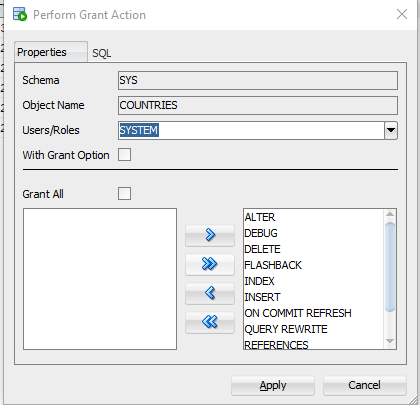 Perform Grant Action
Properties
SQL
Schema
SYS
Object Name
COUNTRIES
Users/Roles
SYSTEM
With Grant Option
Grant All
ALTER
DEBUG
DELETE
FLASHBACK
INDEX
INSERT
ON COMMIT REFRESH
QUERY REWRITE
REFERENCES
Apply
Cancel